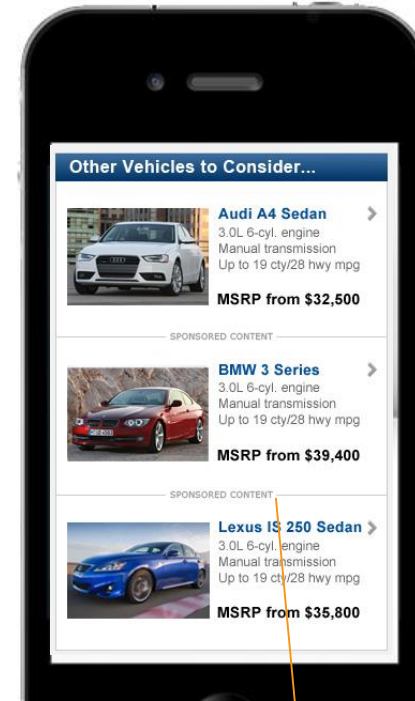 Other Vehicles to Consider...
Audi A4 Sedan
3.0L 6-cyl. engine
Manual transmission
Up to 19 cty/28 hwy mpg
MSRP from $32,500
SPONSORED CONTENT
BMW 3 Series
3.0L 6-cyl. engine
Manual transmission
Up to 19 cty/28 hwy mpg
MSRP from $39,400
SPONSORED CONTENT
Lexus IS 250 Sedan
3.0L 6-cyl. engine
Manual transmission
Up to 19 cty/28 hwy mpg
MSRP from $35,800